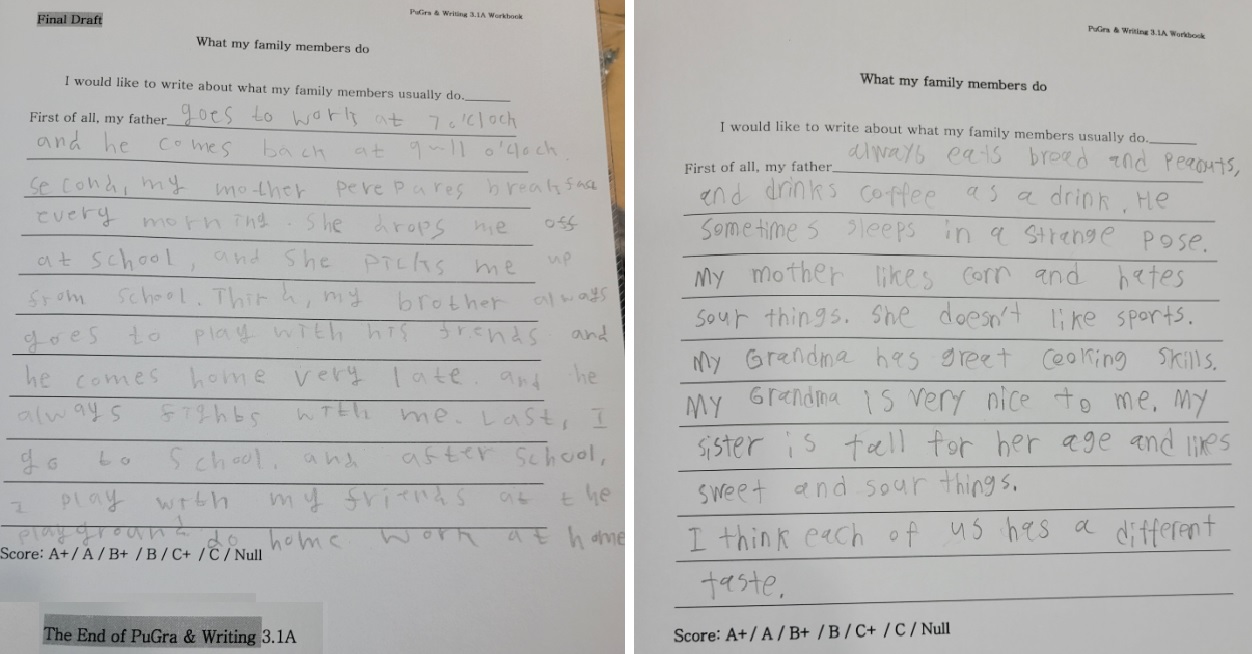 Final Draft
PuGra & Writing 3.1A Workbook
What my family members do
I would like to write about what my family members usually do.
First of all, my father goes to work at 7 o'clock
and he comes back at 9~11 o'clock.
second, my mother perepares breakfast
every morning. She drops me off
at school, and she picks me up
from school. Third, my brother always
goes to play with his frends and
he comes home very late. and he
always fights with me. Last, I
go to school. and after school,
I play with my friends at the
playground do home work at home
Score: A+ / A / B+ / B / C+ / C / Null
The End of PuGra & Writing 3.1A
PuGra & Writing 3.1A Workbook
What my family members do
I would like to write about what my family members usually do.
First of all, my father always eats bread and peanuts,
and drinks coffee as a drink. He
sometimes sleeps in a strange pose.
My mother likes corn and hates
sour things. she doesn't like sports.
My Grandma has great cooking skills.
My Grandma is very nice to me. My
sister is tall for her age and likes
sweet and sour things.
I think each of us has a different
taste.
Score: A+ / A / B+ / B / C+ / C / Null